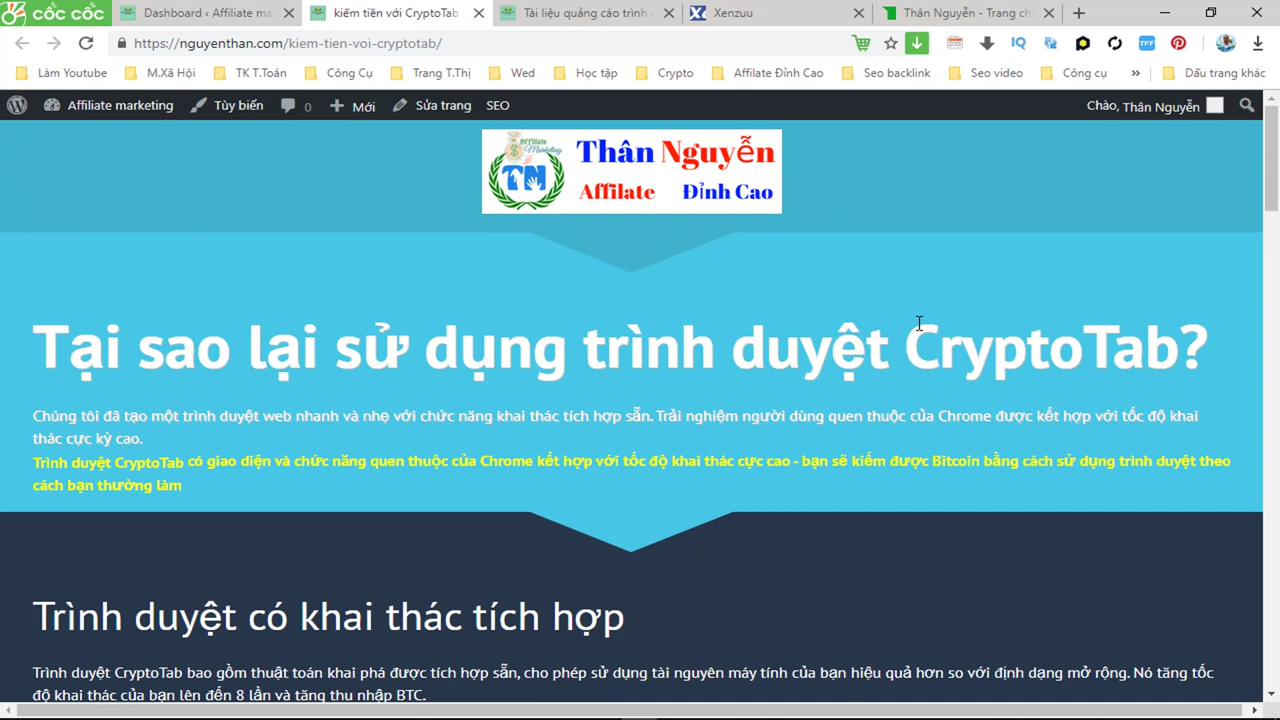 cốc cốc
Dashboard ‹ Affiliate ma
kiếm tiền với CryptoTab
Tài liệu quảng cáo trình
Xenzuu
Thân Nguyễn - Trang ch
/kiem-tien-voi-cryptotab/
Làm Youtube M.Xã Hội TK T.Toán Công Cụ Trang T.Thị Wed Học tập Crypto Affilate Đỉnh Cao Seo backlink Seo video Công cụ » Dấu trang khác
Affiliate marketing Tùy biến 0 Mới Sửa trang SEO Chào, Thân Nguyễn
Affiliate
Marketing
TN
Thân Nguyễn
Affilate Đỉnh Cao
Tại sao lại sử dụng trình duyệt CryptoTab?
Chúng tôi đã tạo một trình duyệt web nhanh và nhẹ với chức năng khai thác tích hợp sẵn. Trải nghiệm người dùng quen thuộc của Chrome được kết hợp với tốc độ khai
thác cực kỳ cao.
Trình duyệt CryptoTab có giao diện và chức năng quen thuộc của Chrome kết hợp với tốc độ khai thác cực cao - bạn sẽ kiếm được Bitcoin bằng cách sử dụng trình duyệt theo
cách bạn thường làm
Trình duyệt có khai thác tích hợp
Trình duyệt CryptoTab bao gồm thuật toán khai phá được tích hợp sẵn, cho phép sử dụng tài nguyên máy tính của bạn hiệu quả hơn so với định dạng mở rộng. Nó tăng tốc
độ khai thác của bạn lên đến 8 lần và tăng thu nhập BTC.